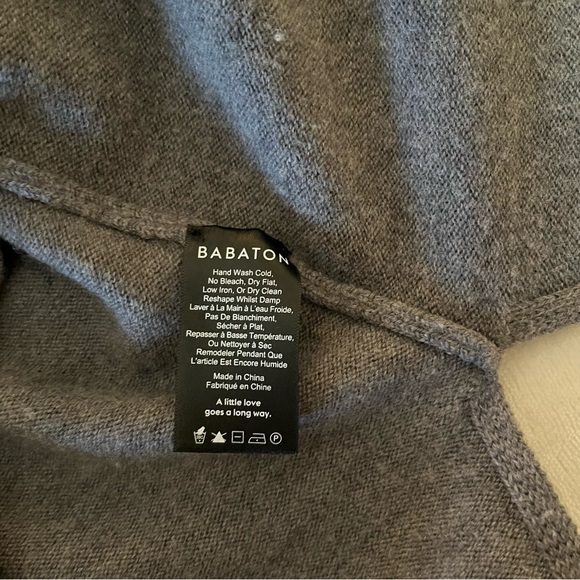 BABATON
Hand Wash Cold,
No Bleach, Dry Flat,
Low Iron, Or Dry Clean
Reshape Whilst Damp
Laver à La Main à L'eau Froide,
Pas De Blanchiment,
Sécher à Plat,
Repasser à Basse Température,
Ou Nettoyer à Sec
Remodeler Pendant Que
L'article Est Encore Humide
Made in China
Fabriqué en Chine
A little love
goes a long way.
P